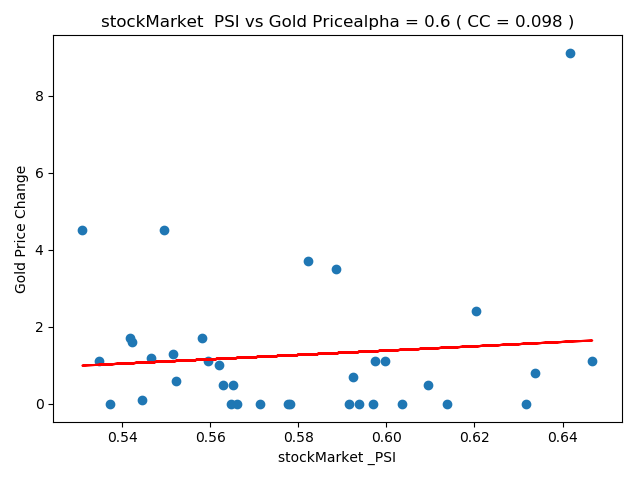 stockMarket  PSI vs Gold Pricealpha = 0.6 ( CC = 0.098 )
8
6
4
2
0
Gold Price Change
0.54 0.56 0.58 0.60 0.62 0.64
stockMarket _PSI